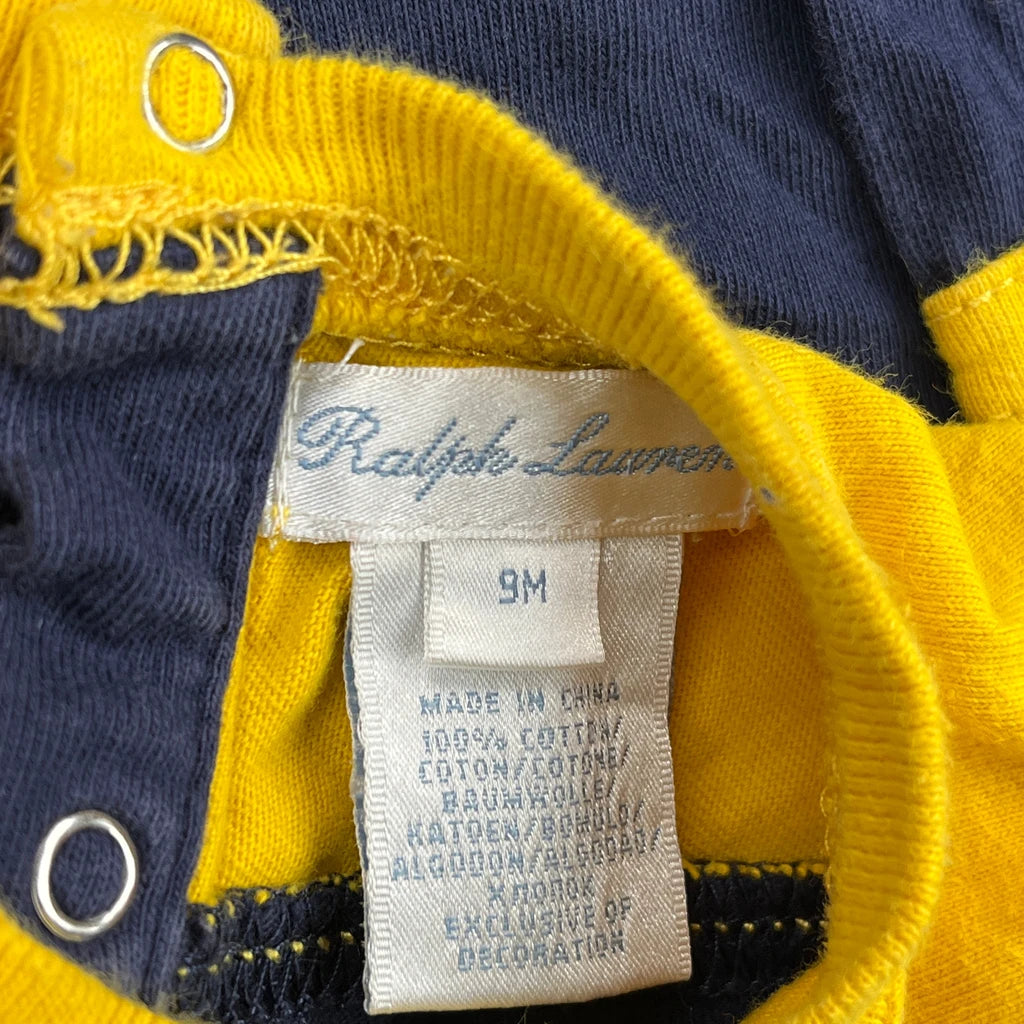 Ralph Lauren
9M
MADE IN CHINA
100% COTTON/
COTON/COTONE/
BAUMWOLLE/
KATOEN/BOMULD/
ALGODON/ALGODAO/
ХЛОПОК
EXCLUSIVE OF
DECORATION